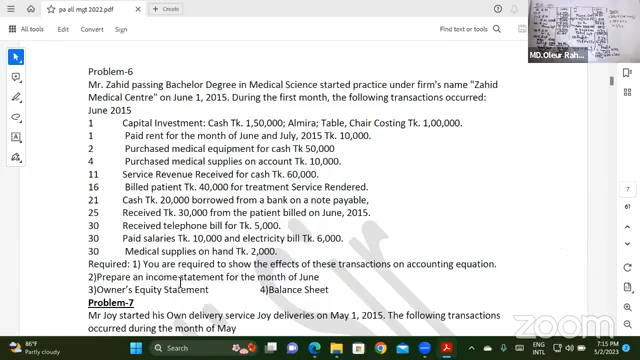 pa all mgt 2022.pdf
+ Create
All tools
Edit
Convert
Sign
Find text or tools
MD.Oleur Rah...
Problem-6
Mr. Zahid passing Bachelor Degree in Medical Science started practice under firm's name "Zahid
Medical Centre" on June 1, 2015. During the first month, the following transactions occurred:
June 2015
1 Capital Investment: Cash Tk. 1,50,000; Almira; Table, Chair Costing Tk. 1,00,000.
1 Paid rent for the month of June and July, 2015 Tk. 10,000.
2 Purchased medical equipment for cash Tk 50,000
4 Purchased medical supplies on account Tk. 10,000.
11 Service Revenue Received for cash Tk. 60,000.
16 Billed patient Tk. 40,000 for treatment Service Rendered.
21 Cash Tk. 20,000 borrowed from a bank on a note payable,
25 Received Tk. 30,000 from the patient billed on June, 2015.
30 Received telephone bill for Tk. 5,000.
30 Paid salaries Tk. 10,000 and electricity bill Tk. 6,000.
30 Medical supplies on hand Tk. 2,000.
Required: 1) You are required to show the effects of these transactions on accounting equation.
2)Prepare an income statement for the month of June
3)Owner's Equity Statement 4)Balance Sheet
Problem-7
Mr Joy started his Own delivery service Joy deliveries on May 1, 2015. The following transactions
occurred during the month of May
7
61
STREAMED WITH
86°F
Partly cloudy
Search
ENG
INTL
7:15 PM
5/2/2023